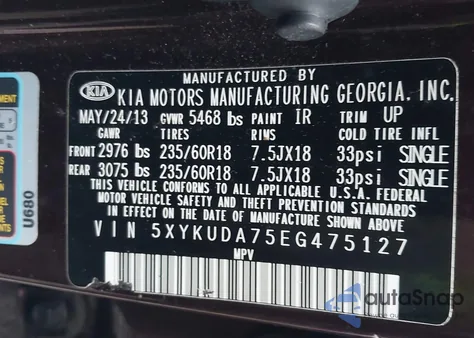 MANUFACTURED BY
KIA KIA MOTORS MANUFACTURING GEORGIA, INC.
MAY/24/13 GVWR 5468 lbs PAINT IR TRIM UP
GAWR TIRES RIMS COLD TIRE INFL
FRONT 2976 lbs 235/60R18 7.5JX18 33psi SINGLE
REAR 3075 lbs 235/60R18 7.5JX18 33psi SINGLE
THIS VEHICLE CONFORMS TO ALL APPLICABLE U.S.A. FEDERAL
MOTOR VEHICLE SAFETY AND THEFT PREVENTION STANDARDS
IN EFFECT ON THE DATE OF MANUFACTURE SHOWN ABOVE
VIN 5XYKUDA75EG475127
MPV
U680
autoSnap